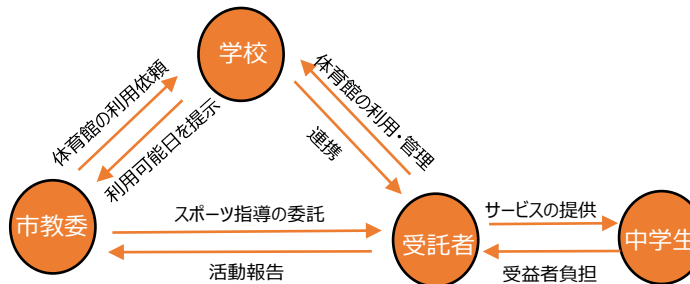 学校
体育館の利用依頼
利用可能日を提示
体育館の利用・管理
連携
市教委
スポーツ指導の委託
活動報告
受託者
サービスの提供
受益者負担
中学生